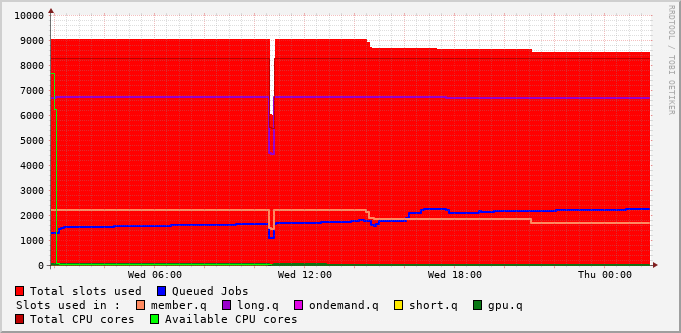 RRDTOOL / TOBI OETIKER
10000
9000
8000
7000
6000
5000
4000
3000
2000
1000
0
Wed 06:00 Wed 12:00 Wed 18:00 Thu 00:00
Total slots used Queued Jobs
Slots used in : member.q long.q ondemand.q short.q gpu.q
Total CPU cores Available CPU cores